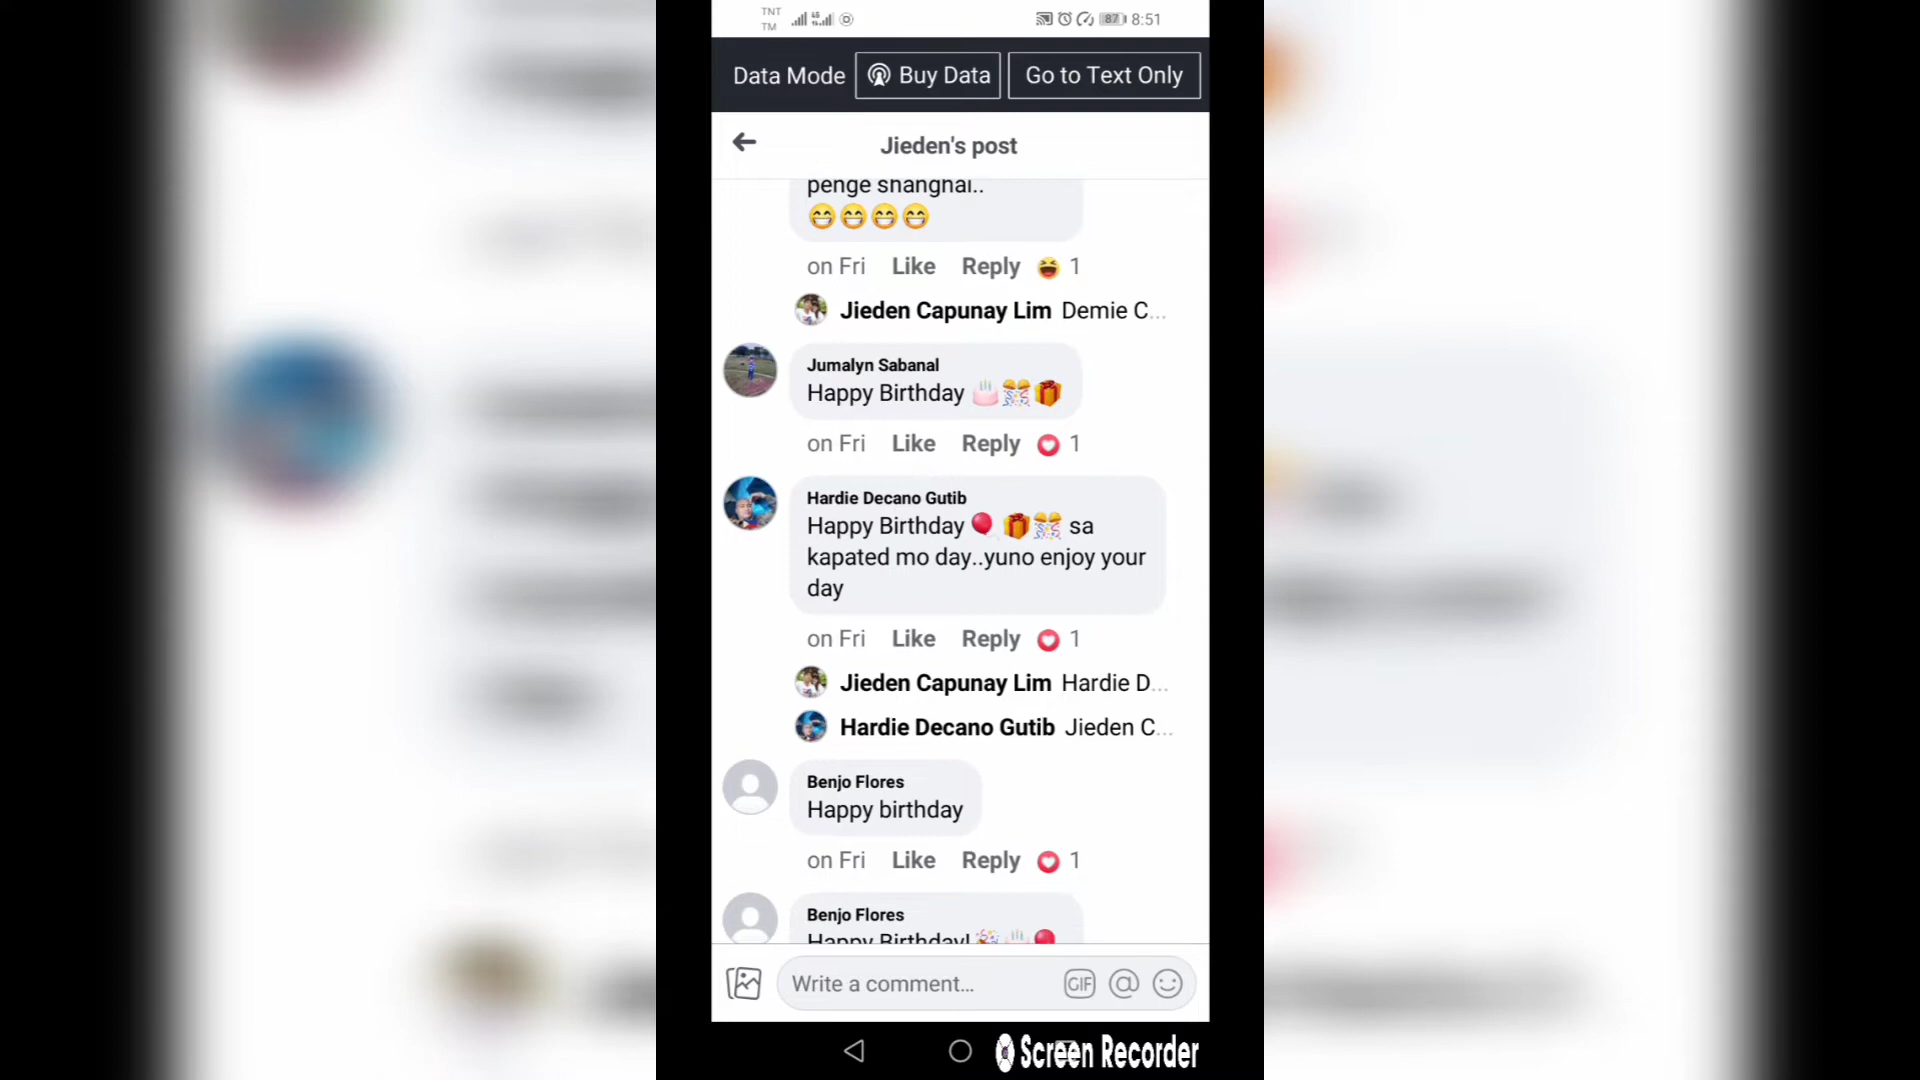 TNT
TM
87 8:51
Data Mode Buy Data Go to Text Only
Jieden's post
penge shanghai..
😁😁😁😁
on Fri Like Reply 😆 1
Jieden Capunay Lim Demie C...
Jumalyn Sabanal
Happy Birthday 🎂🎊🎁
on Fri Like Reply 1
Hardie Decano Gutib
Happy Birthday 🎈🎁🎊 sa
kapated mo day..yuno enjoy your
day
on Fri Like Reply 1
Jieden Capunay Lim Hardie D...
Hardie Decano Gutib Jieden C...
Benjo Flores
Happy birthday
on Fri Like Reply 1
Benjo Flores
Happy Birthday! 🎉🎂🎈
Write a comment... GIF @
Screen Recorder